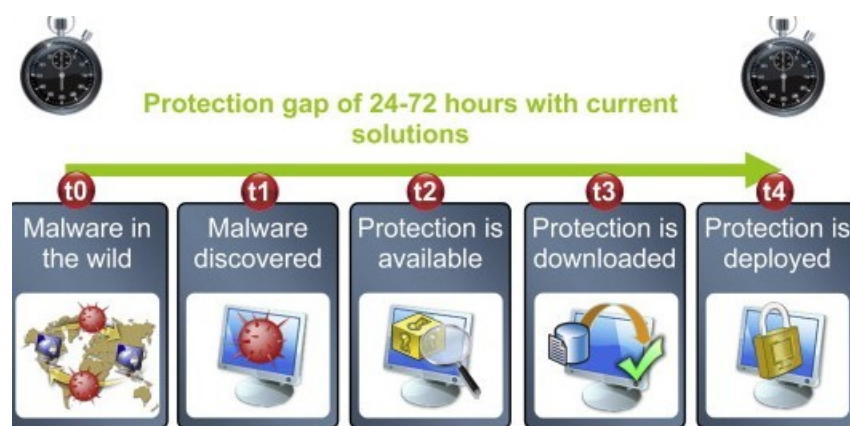 Protection gap of 24-72 hours with current
solutions
t0
t1
t2
t3
t4
Malware in
the wild
Malware
discovered
Protection is
available
Protection is
downloaded
Protection is
deployed